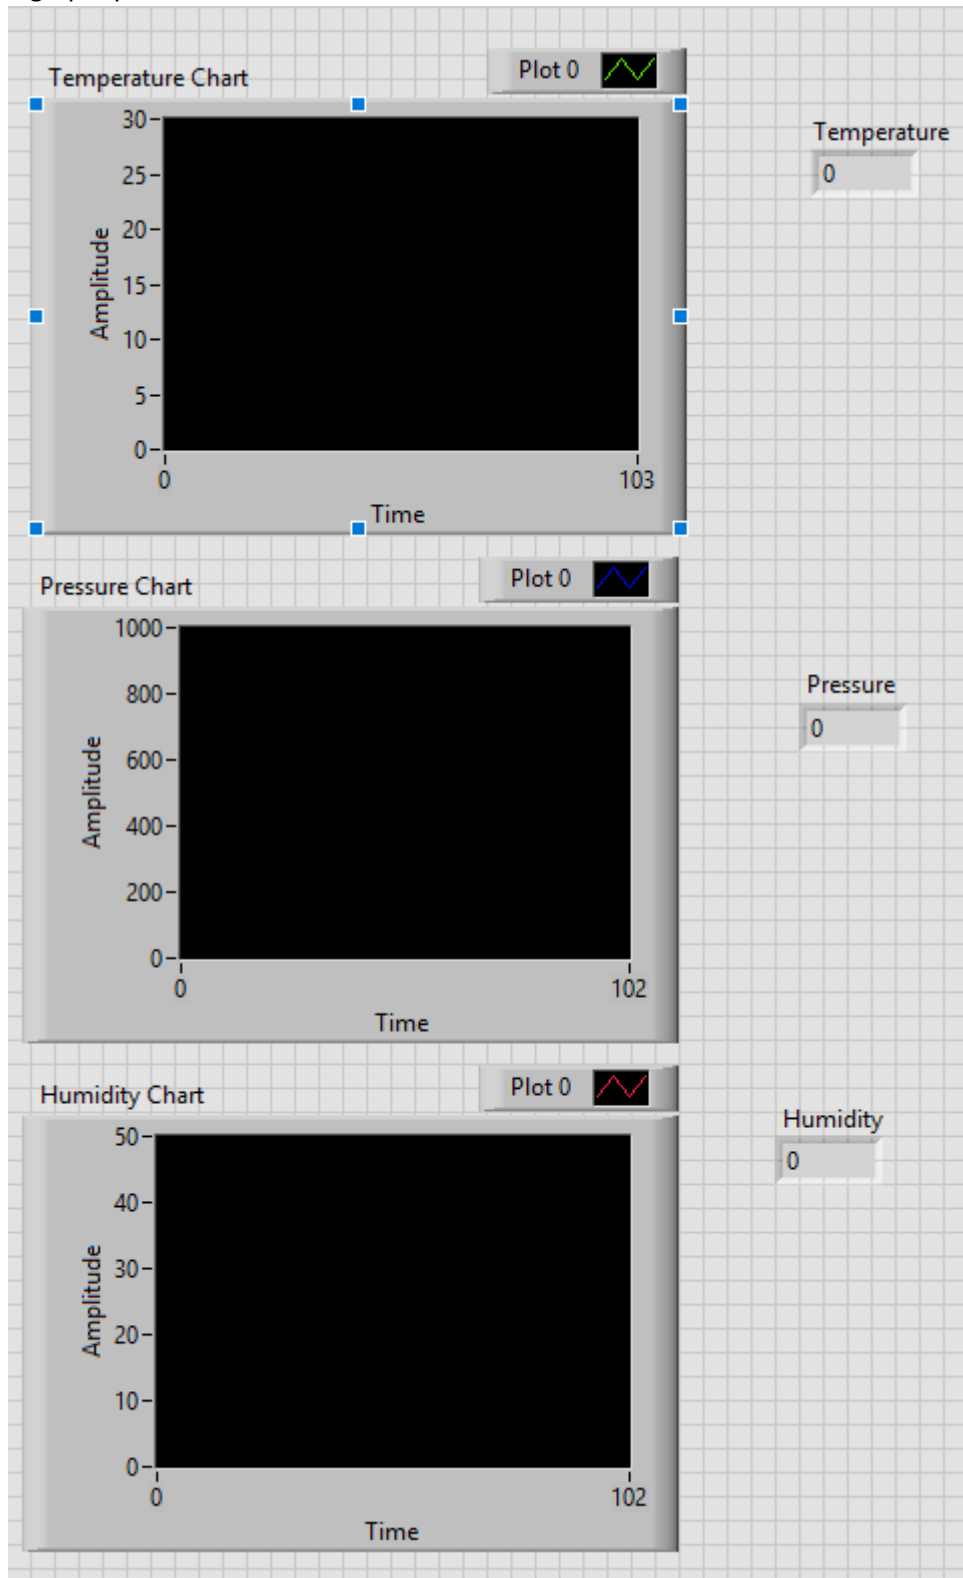 Temperature Chart
Plot 0
30
25
20
15
10
5
0
Amplitude
0
103
Time
Temperature
0
Pressure Chart
Plot 0
1000
800
600
400
200
0
Amplitude
0
102
Time
Pressure
0
Humidity Chart
Plot 0
50
40
30
20
10
0
Amplitude
0
102
Time
Humidity
0